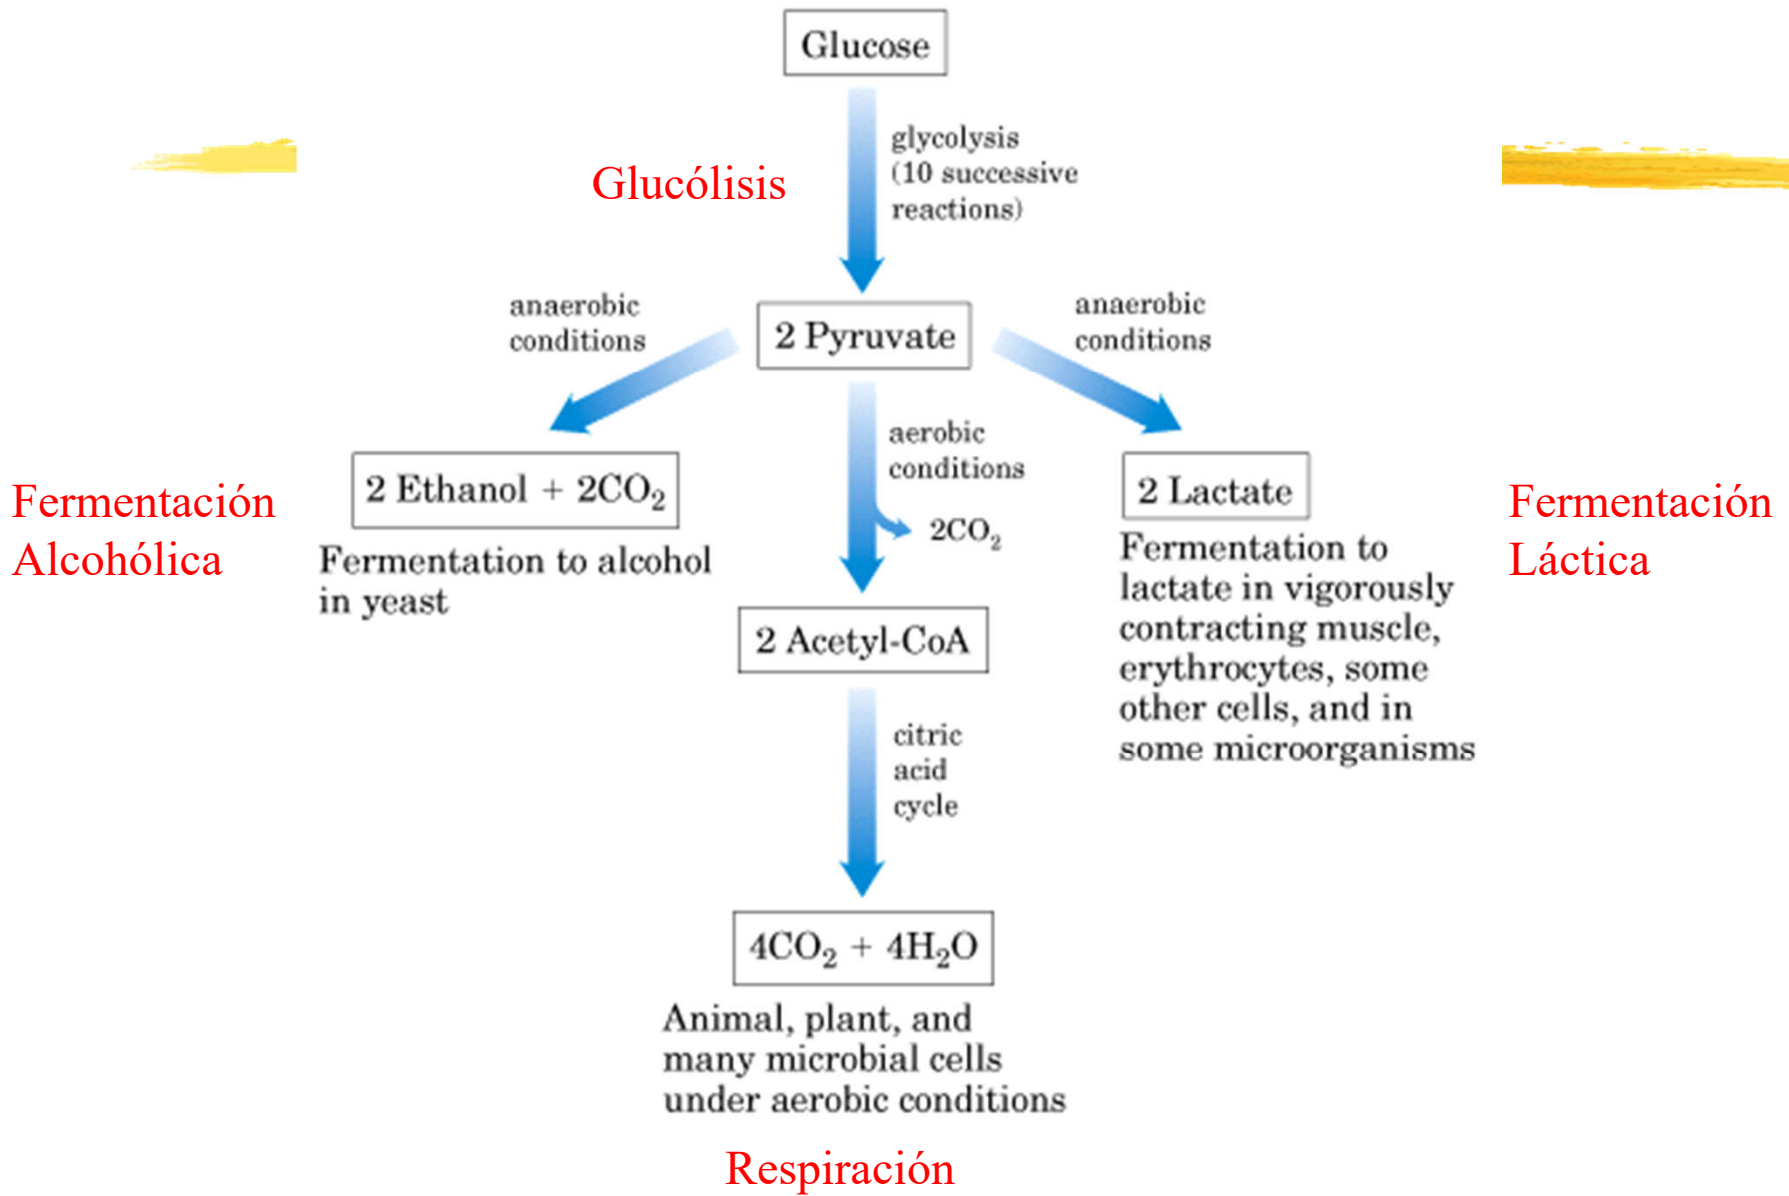 Glucose
glycolysis
(10 successive
reactions)
Glucólisis
anaerobic
conditions
2 Pyruvate
anaerobic
conditions
aerobic
conditions
2CO₂
2 Ethanol + 2CO₂
Fermentation to alcohol
in yeast
Fermentación
Alcohólica
2 Lactate
Fermentation to
lactate in vigorously
contracting muscle,
erythrocytes, some
other cells, and in
some microorganisms
Fermentación
Láctica
2 Acetyl-CoA
citric
acid
cycle
4CO₂ + 4H₂O
Animal, plant, and
many microbial cells
under aerobic conditions
Respiración